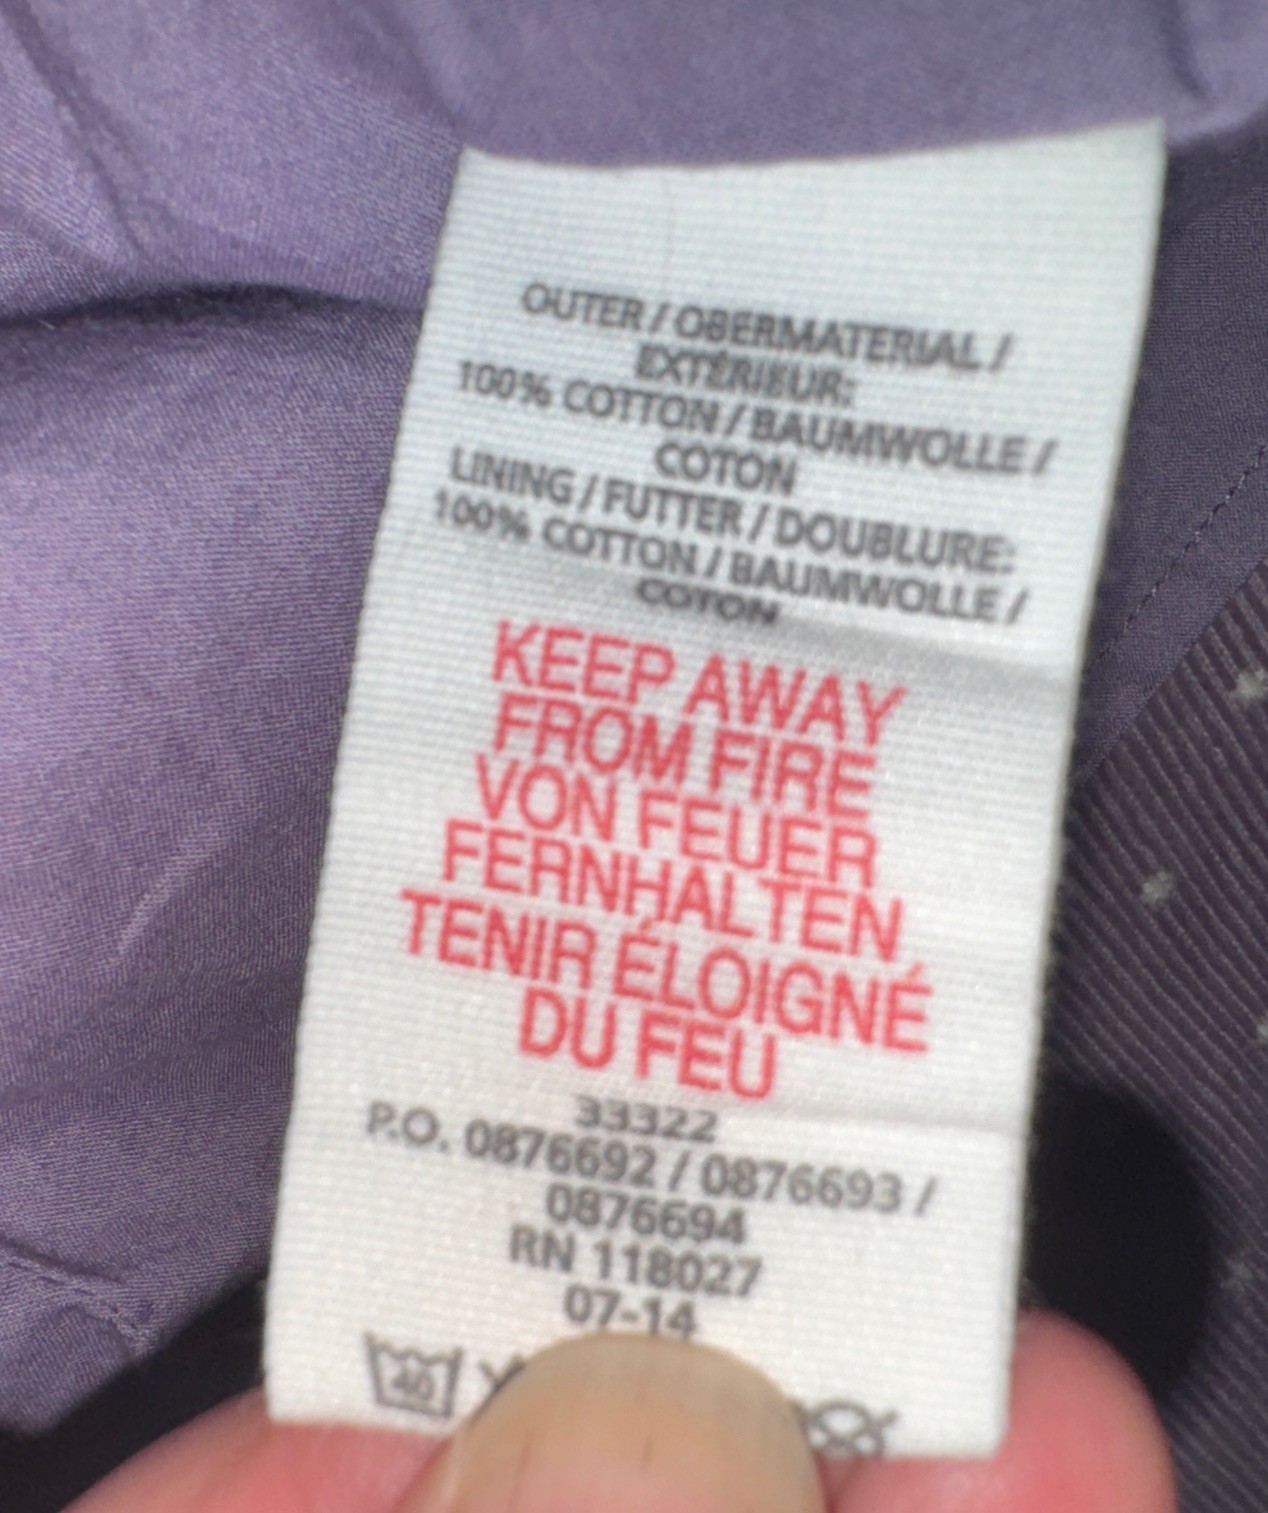 OUTER / OBERMATERIAL /
EXTÉRIEUR:
100% COTTON / BAUMWOLLE /
COTON
LINING / FUTTER / DOUBLURE:
100% COTTON / BAUMWOLLE /
COTON
KEEP AWAY
FROM FIRE
VON FEUER
FERNHALTEN
TENIR ÉLOIGNÉ
DU FEU
33322
P.O. 0876692 / 0876693 /
0876694
RN 118027
07-14
40